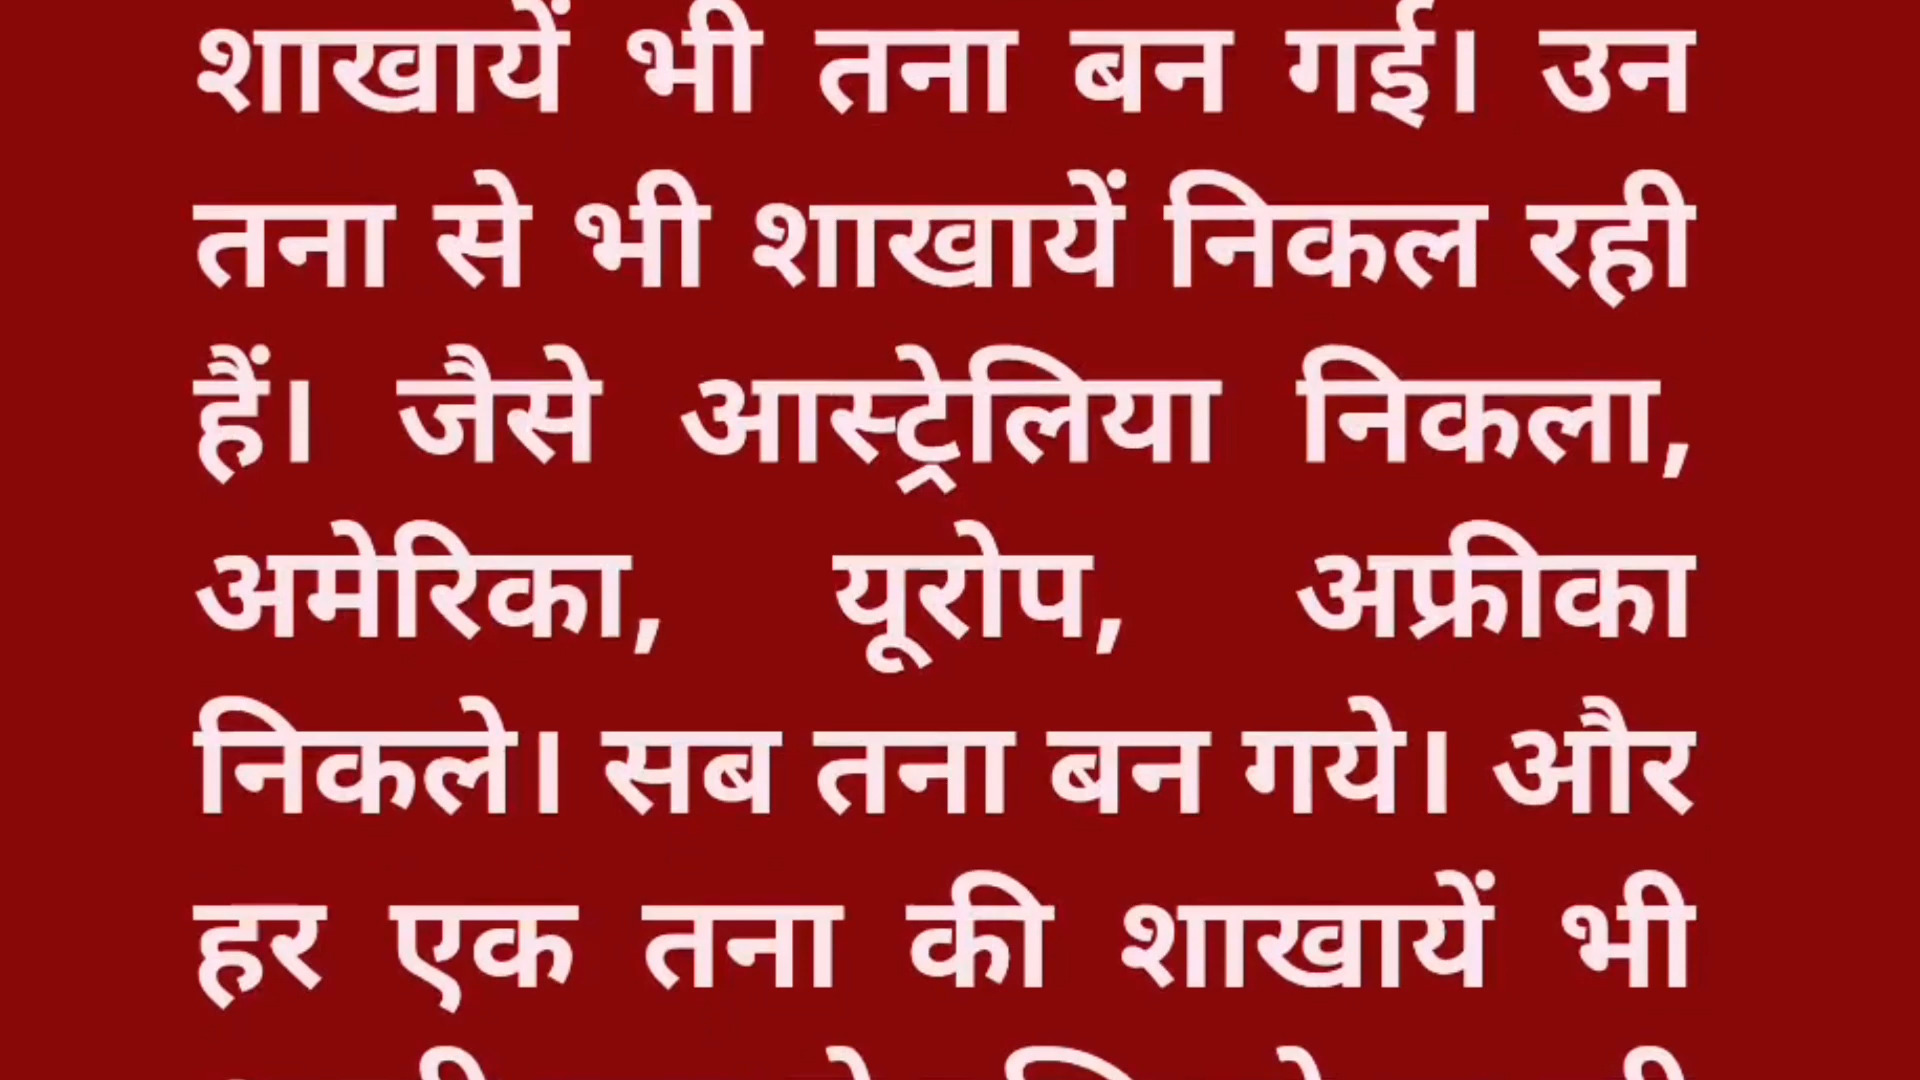 शाखायें भी तना बन गई। उन
तना से भी शाखायें निकल रही
हैं। जैसे आस्ट्रेलिया निकला,
अमेरिका, यूरोप, अफ्रीका
निकले। सब तना बन गये। और
हर एक तना की शाखायें भी